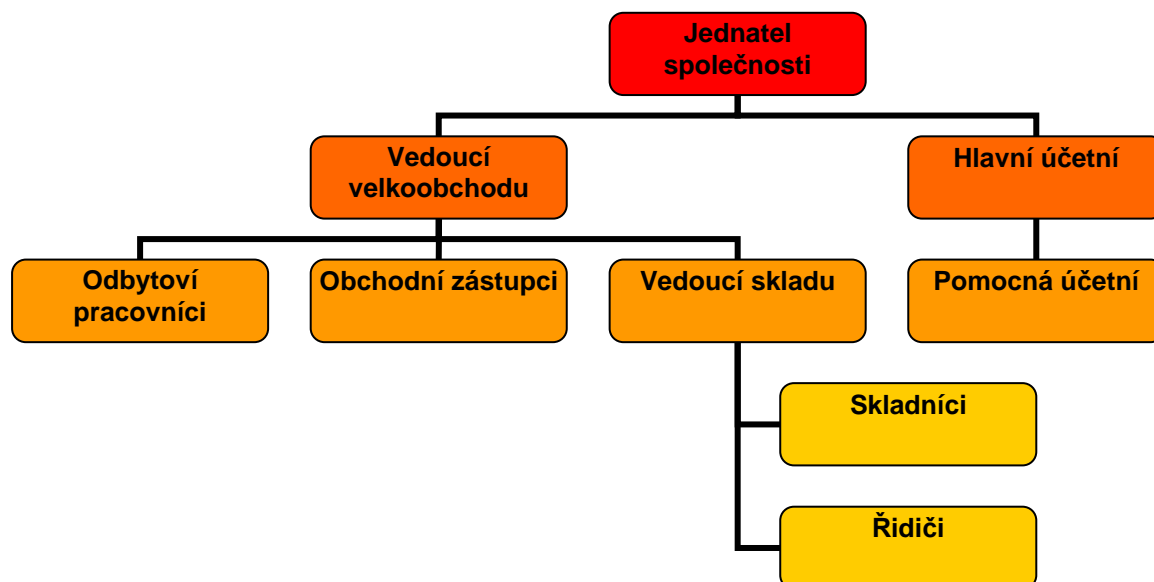 Jednatel
společnosti
Vedoucí
velkoobchodu
Hlavní účetní
Odbytoví
pracovníci
Obchodní zástupci
Vedoucí skladu
Pomocná účetní
Skladníci
Řidiči